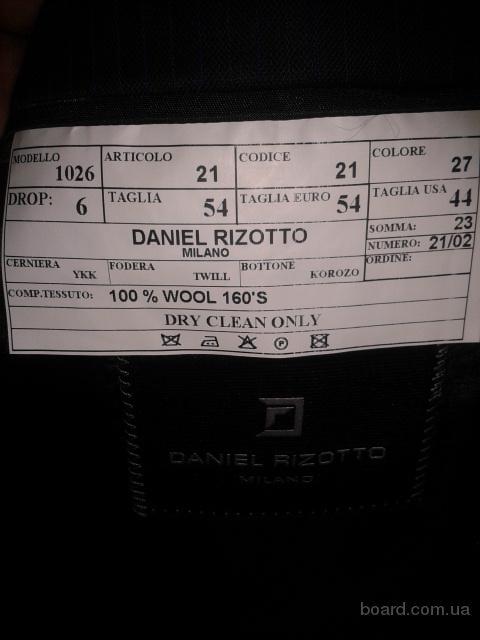 MODELLO 1026 ARTICOLO 21 CODICE 21 COLORE 27
DROP: 6 TAGLIA 54 TAGLIA EURO 54 TAGLIA USA 44
DANIEL RIZOTTO
MILANO
SOMMA: 23
NUMERO: 21/02
ORDINE:
CERNIERA YKK FODERA TWILL BOTTONE KOROZO
COMP.TESSUTO: 100 % WOOL 160'S
DRY CLEAN ONLY
P
DANIEL RIZOTTO
MILANO
board.com.ua